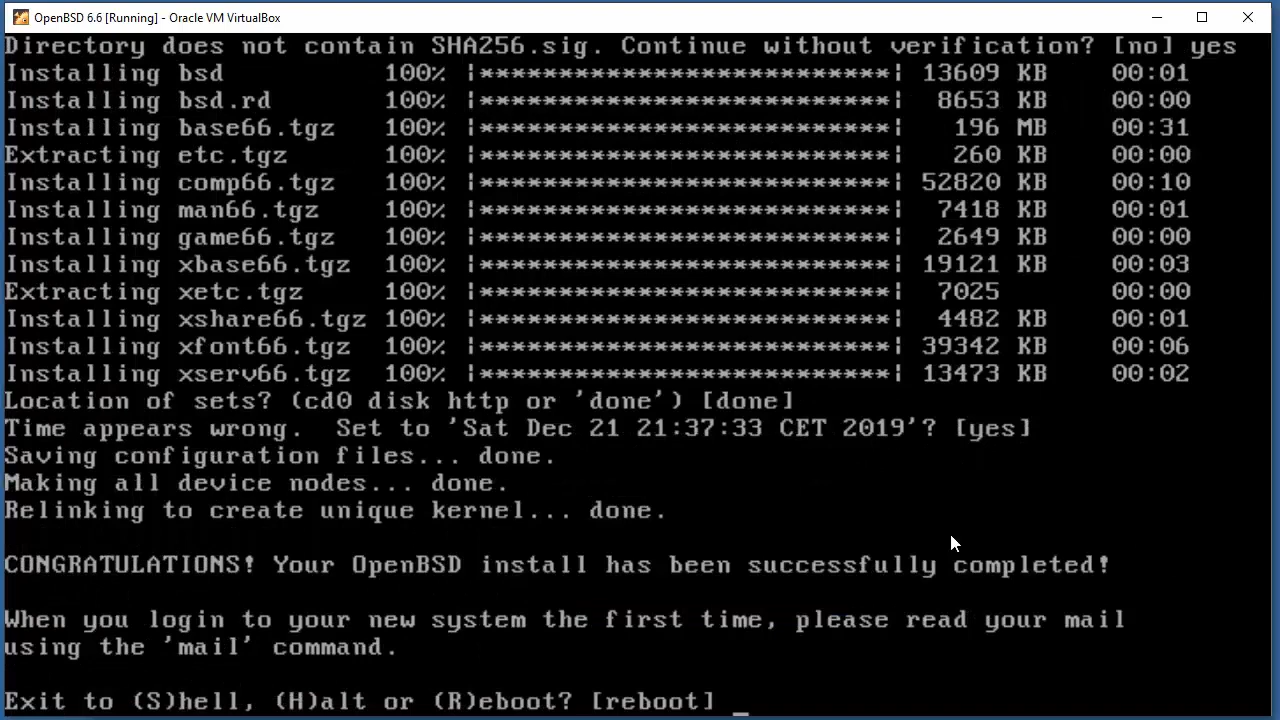 OpenBSD 6.6 [Running] - Oracle VM VirtualBox
Directory does not contain SHA256.sig. Continue without verification? [no] yes
Installing bsd          100% |**************************| 13609 KB    00:01
Installing bsd.rd       100% |**************************|  8653 KB    00:00
Installing base66.tgz   100% |**************************|   196 MB    00:31
Extracting etc.tgz      100% |**************************|   260 KB    00:00
Installing comp66.tgz   100% |**************************| 52820 KB    00:10
Installing man66.tgz    100% |**************************|  7418 KB    00:01
Installing game66.tgz   100% |**************************|  2649 KB    00:00
Installing xbase66.tgz  100% |**************************| 19121 KB    00:03
Extracting xetc.tgz     100% |**************************|  7025       00:00
Installing xshare66.tgz 100% |**************************|  4482 KB    00:01
Installing xfont66.tgz  100% |**************************| 39342 KB    00:06
Installing xserv66.tgz  100% |**************************| 13473 KB    00:02
Location of sets? (cd0 disk http or 'done') [done]
Time appears wrong.  Set to 'Sat Dec 21 21:37:33 CET 2019'? [yes]
Saving configuration files... done.
Making all device nodes... done.
Relinking to create unique kernel... done.
CONGRATULATIONS! Your OpenBSD install has been successfully completed!
When you login to your new system the first time, please read your mail
using the 'mail' command.
Exit to (S)hell, (H)alt or (R)eboot? [reboot] _